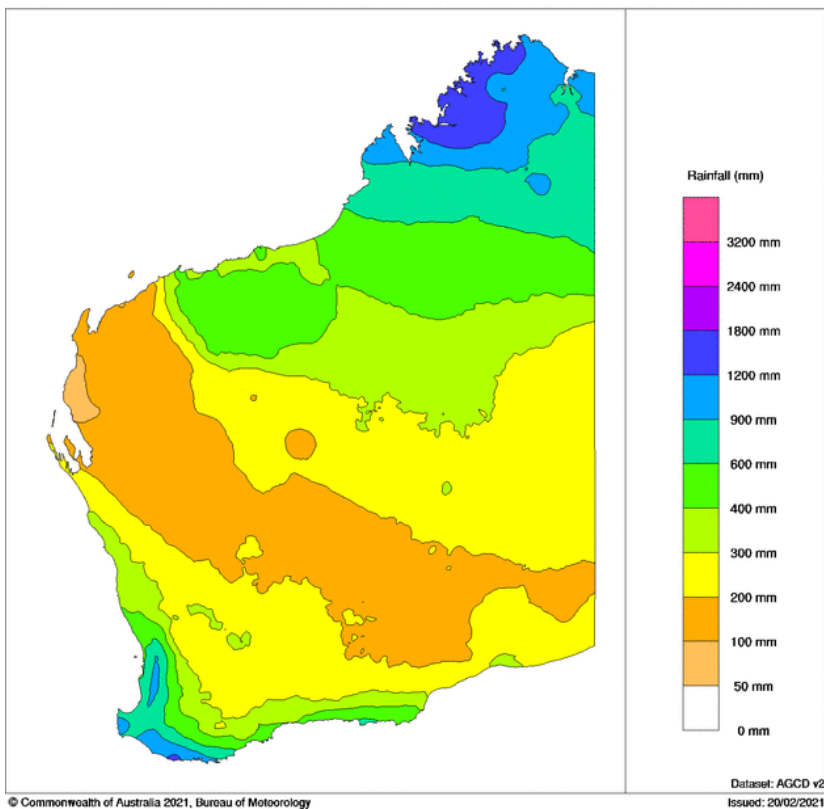 Rainfall (mm)
3200 mm
2400 mm
1800 mm
1200 mm
900 mm
600 mm
400 mm
300 mm
200 mm
100 mm
50 mm
0 mm
Dataset: AGCD v2
© Commonwealth of Australia 2021, Bureau of Meteorology
Issued: 20/02/2021